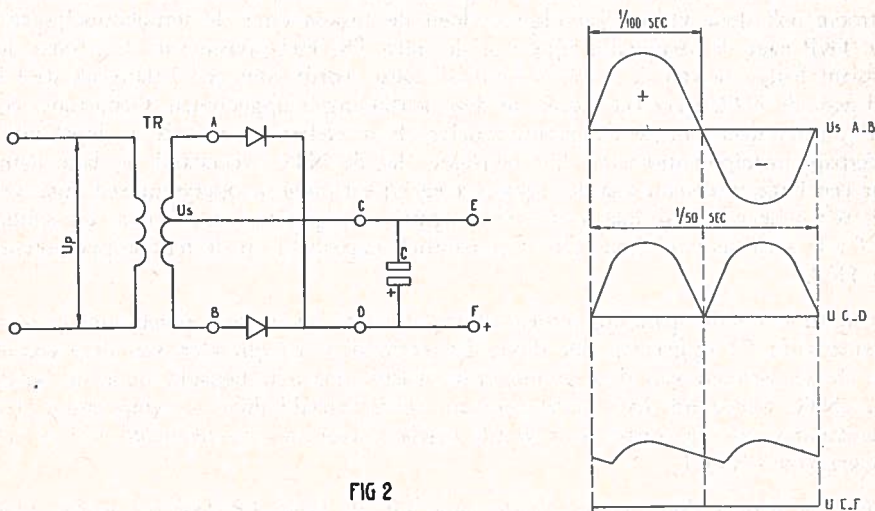 1/100 SEC
TR
A
+
Us A_B
-
Up
Us
C
E
-
1/50 SEC
C
+
B
D
F
+
U C_D
FIG 2
U C_F